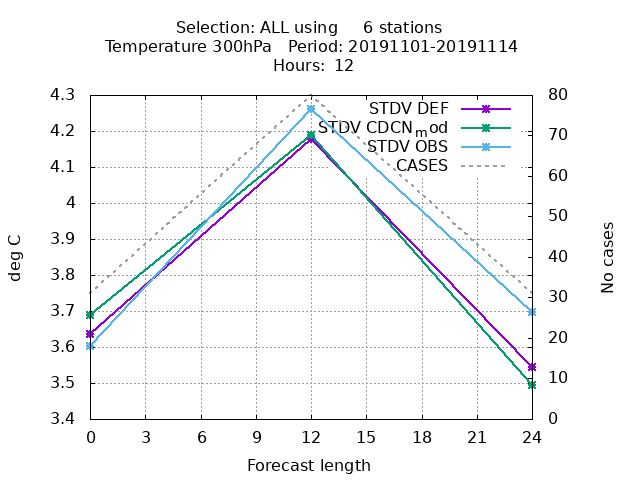 Selection: ALL using     6 stations
Temperature 300hPa   Period: 20191101-20191114
Hours: 12
4.3
4.2
4.1
4
3.9
3.8
3.7
3.6
3.5
3.4
deg C
STDV DEF
STDV CDCNmod
STDV OBS
CASES
80
70
60
50
40
30
20
10
0
No cases
0 3 6 9 12 15 18 21 24
Forecast length